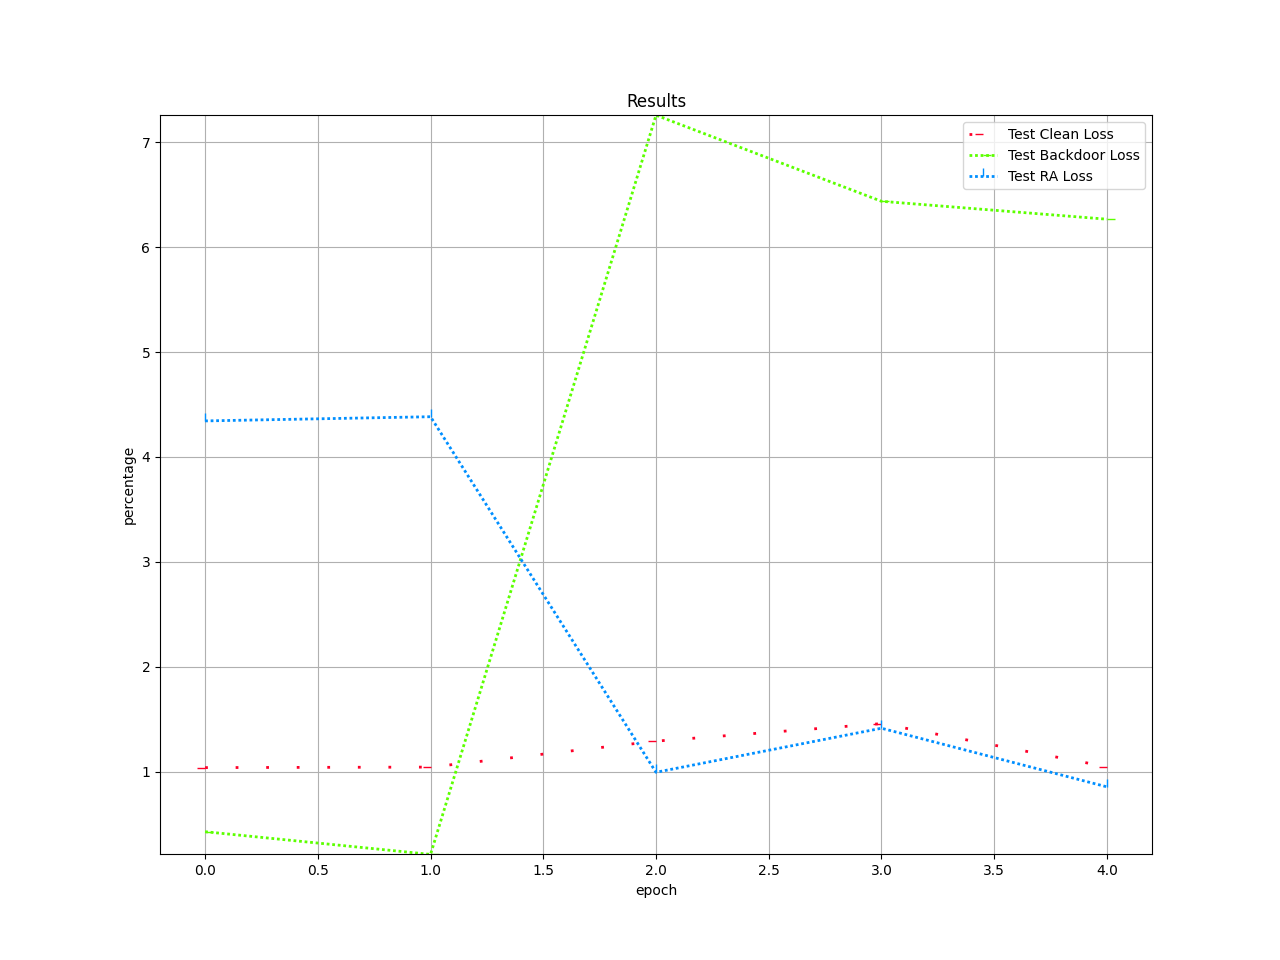 Results
Test Clean Loss
Test Backdoor Loss
Test RA Loss
7
6
5
4
3
2
1
percentage
0.0 0.5 1.0 1.5 2.0 2.5 3.0 3.5 4.0
epoch